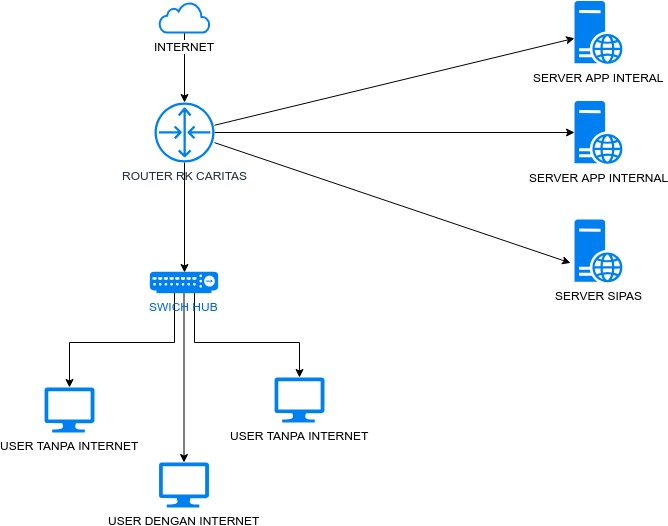 INTERNET
SERVER APP INTERAL
ROUTER RK CARITAS
SERVER APP INTERNAL
SERVER SIPAS
SWICH HUB
USER TANPA INTERNET
USER TANPA INTERNET
USER DENGAN INTERNET